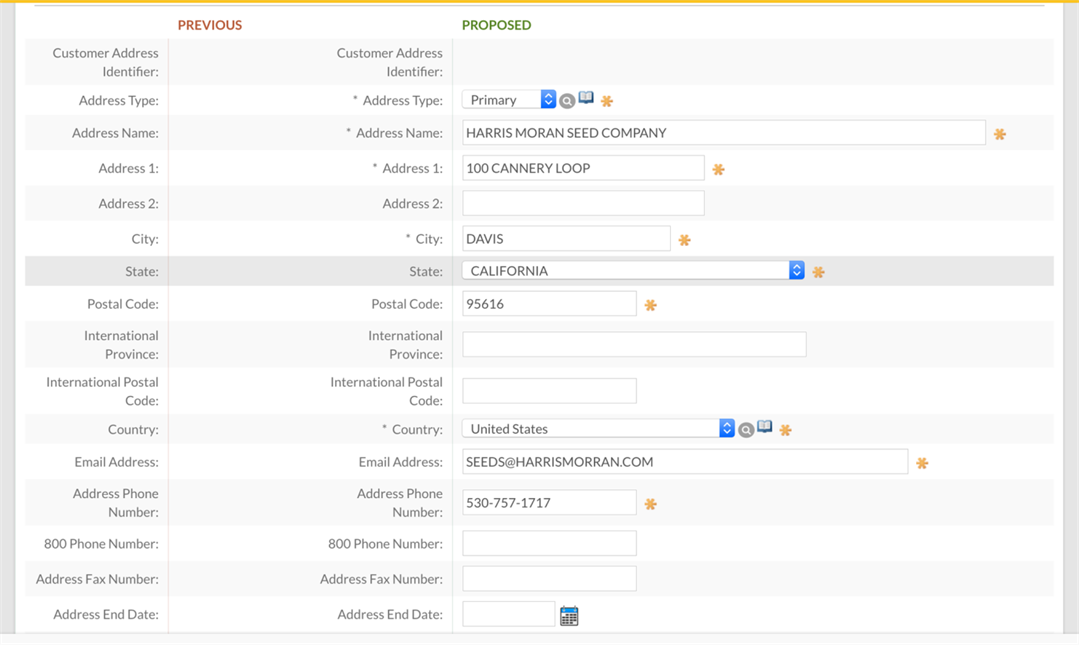 PREVIOUS PROPOSED
Customer Address Identifier: Customer Address Identifier:
Address Type: * Address Type: Primary
Address Name: * Address Name: HARRIS MORAN SEED COMPANY
Address 1: * Address 1: 100 CANNERY LOOP
Address 2: Address 2:
City: * City: DAVIS
State: State: CALIFORNIA
Postal Code: Postal Code: 95616
International Province: International Province:
International Postal Code: International Postal Code:
Country: * Country: United States
Email Address: Email Address: SEEDS@HARRISMORRAN.COM
Address Phone Number: Address Phone Number: 530-757-1717
800 Phone Number: 800 Phone Number:
Address Fax Number: Address Fax Number:
Address End Date: Address End Date: